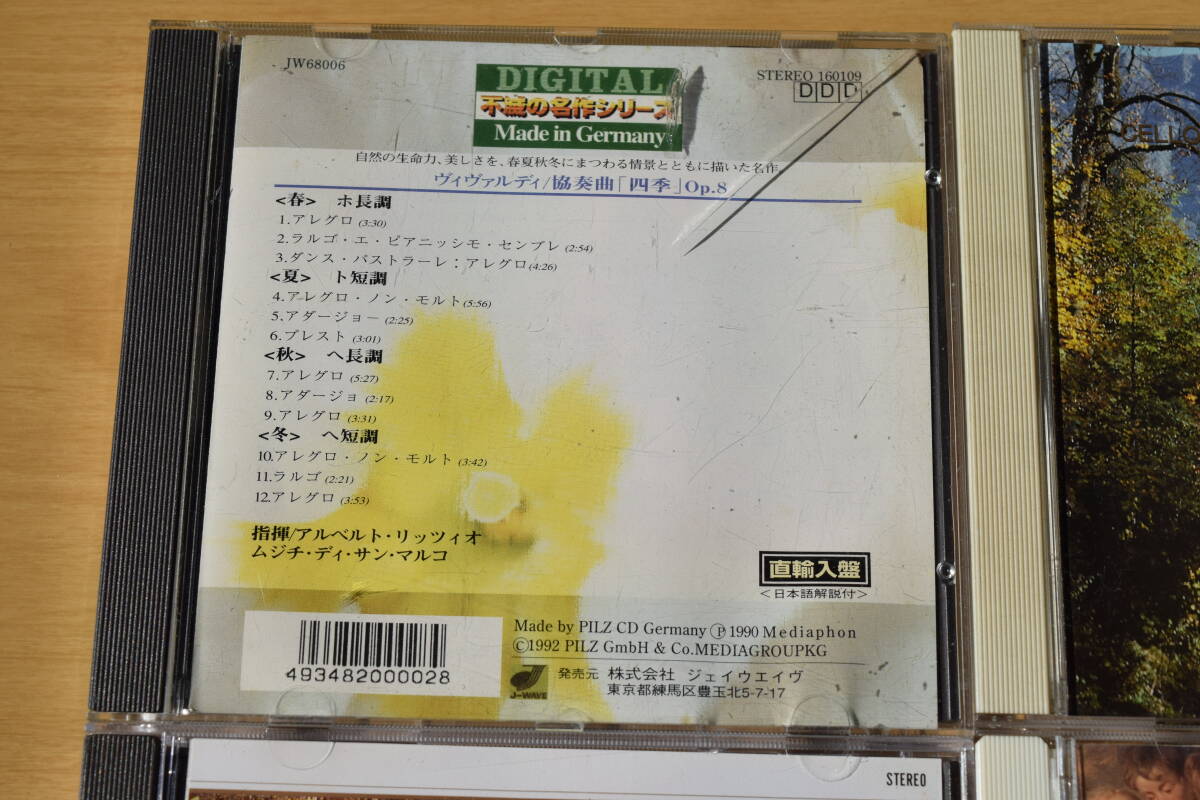 JW68006
DIGITAL
不滅の名作シリーズ
Made in Germany
STEREO 160109
DDD
自然の生命力、美しさを、春夏秋冬にまつわる情景とともに描いた名作。
ヴィヴァルディ/協奏曲「四季」Op.8
<春> ホ長調
1.アレグロ (3:30)
2.ラルゴ・エ・ピアニッシモ・センプレ (2:54)
3.ダンス・パストラーレ：アレグロ (4:26)
<夏> ト短調
4.アレグロ・ノン・モルト (5:56)
5.アダージョー (2:25)
6.プレスト (3:01)
<秋> ヘ長調
7.アレグロ (5:27)
8.アダージョ (2:17)
9.アレグロ (3:31)
<冬> ヘ短調
10.アレグロ・ノン・モルト (3:42)
11.ラルゴ (2:21)
12.アレグロ (3:53)
指揮/アルベルト・リッツィオ
ムジチ・ディ・サン・マルコ
直輸入盤
<日本語解説付>
4934820000028
Made by PILZ CD Germany Ⓟ1990 Mediaphon
©1992 PILZ GmbH & Co.MEDIAGROUPKG
J-WAVE
発売元 株式会社 ジェイウエイヴ
東京都練馬区豊玉北5-7-17
CELLO
STEREO